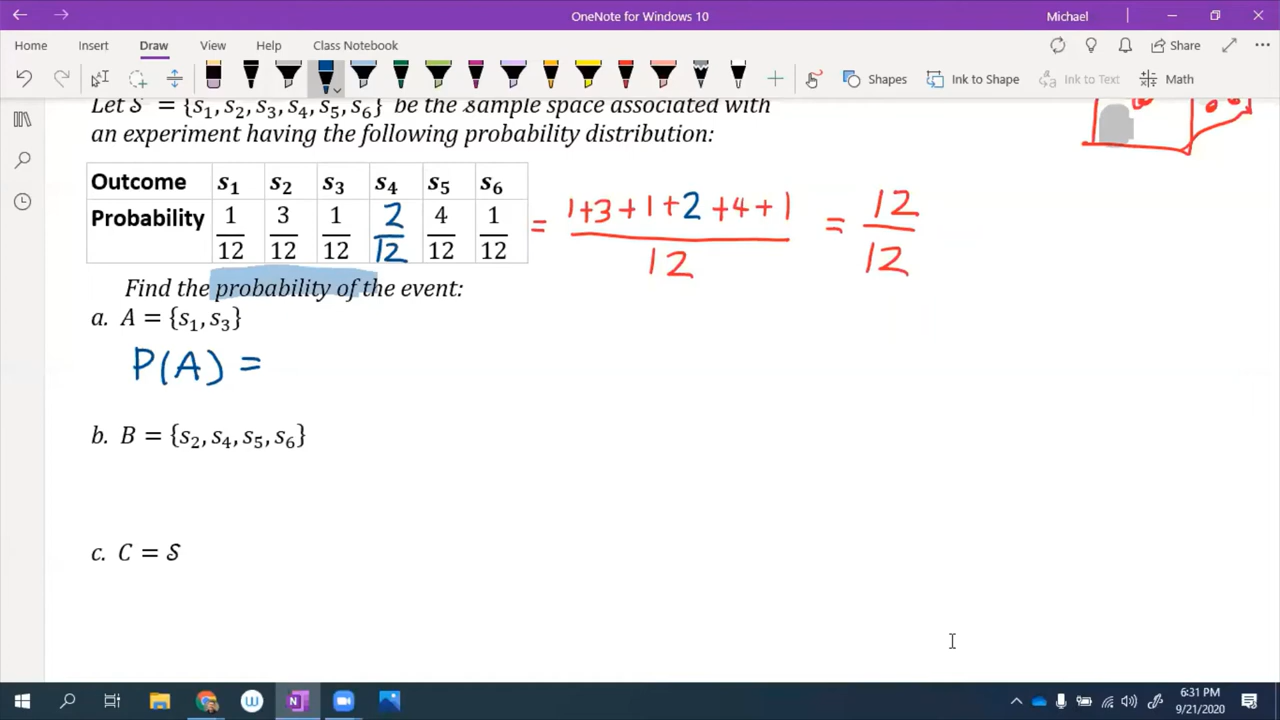 OneNote for Windows 10
Michael
Home Insert Draw View Help Class Notebook
Share
Shapes Ink to Shape Ink to Text Math
Let 𝒮 = {s₁, s₂, s₃, s₄, s₅, s₆} be the sample space associated with
an experiment having the following probability distribution:
Outcome s₁ s₂ s₃ s₄ s₅ s₆
Probability 1/12 3/12 1/12 2/12 4/12 1/12 = (1+3+1+2+4+1)/12 = 12/12
Find the probability of the event:
a. A = {s₁, s₃}
P(A) =
b. B = {s₂, s₄, s₅, s₆}
c. C = 𝒮
6:31 PM
9/21/2020